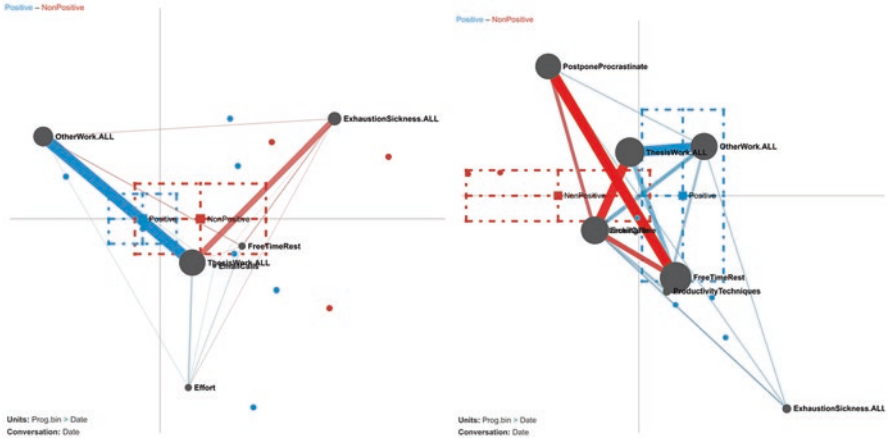 Positive – NonPositive
OtherWork.ALL
ExhaustionSickness.ALL
Positive
NonPositive
FreeTimeRest
ThesisWork.ALL
Effort
Units: Prog.bin > Date
Conversation: Date
Positive – NonPositive
PostponeProcrastinate
ThesisWork.ALL
OtherWork.ALL
NonPositive
Positive
FreeTimeRest
ProductivityTechniques
ExhaustionSickness.ALL
Units: Prog.bin > Date
Conversation: Date